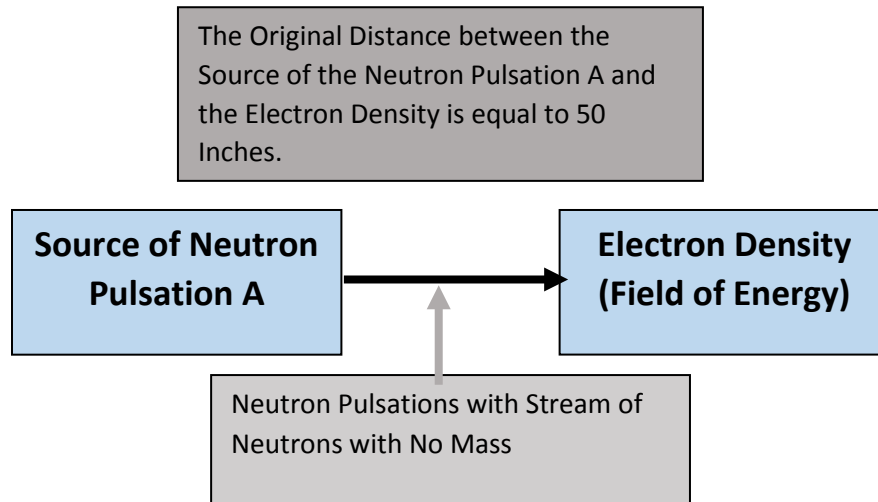 The Original Distance between the
Source of the Neutron Pulsation A and
the Electron Density is equal to 50
Inches.
Source of Neutron
Pulsation A
Electron Density
(Field of Energy)
Neutron Pulsations with Stream of
Neutrons with No Mass